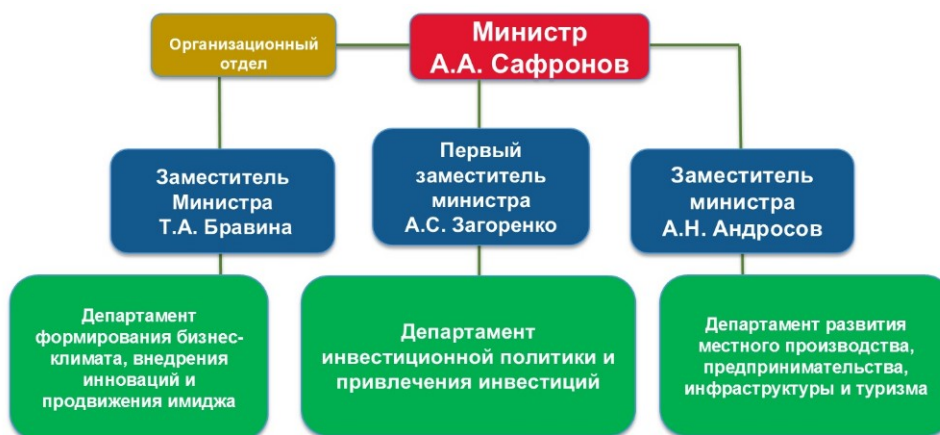 Организационный
отдел
Министр
А.А. Сафронов
Заместитель
Министра
Т.А. Бравина
Первый
заместитель
министра
А.С. Загоренко
Заместитель
министра
А.Н. Андросов
Департамент
формирования бизнес-
климата, внедрения
инноваций и
продвижения имиджа
Департамент
инвестиционной политики и
привлечения инвестиций
Департамент развития
местного производства,
предпринимательства,
инфраструктуры и туризма